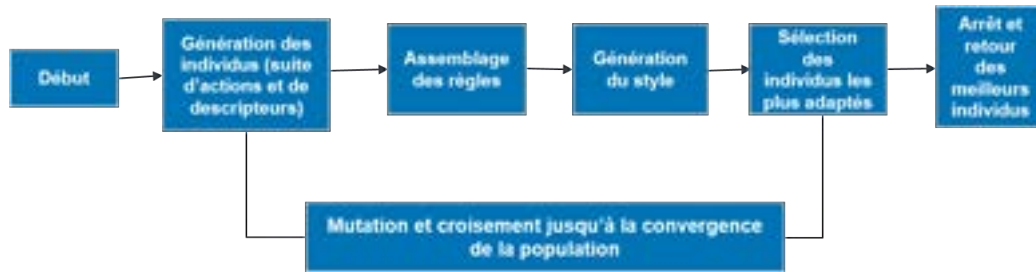 Début
Génération des
individus (suite
d'actions et de
descripteurs)
Assemblage
des règles
Génération
du style
Sélection
des
individus les
plus adaptés
Arrêt et
retour
des
meilleurs
individus
Mutation et croisement jusqu'à la convergence
de la population